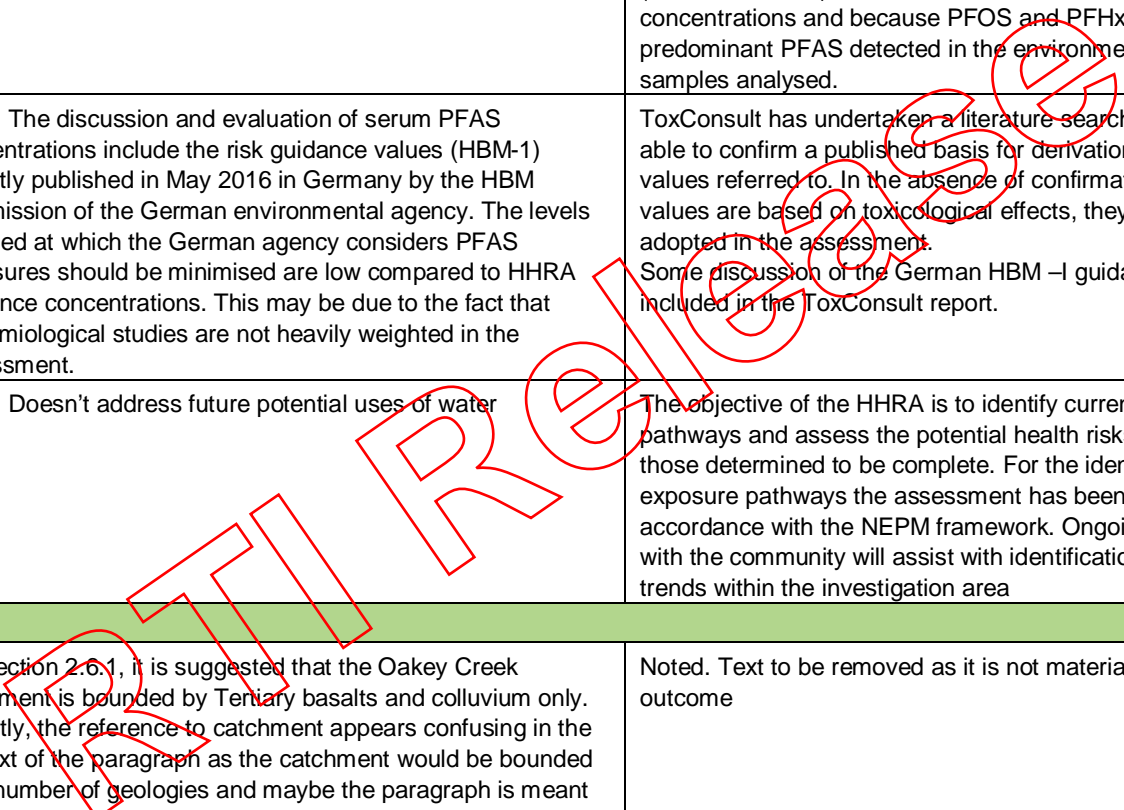 concentrations and because PFOS and PFHx
predominant PFAS detected in the environme
samples analysed.
The discussion and evaluation of serum PFAS
entrations include the risk guidance values (HBM-1)
tly published in May 2016 in Germany by the HBM
mission of the German environmental agency. The levels
ed at which the German agency considers PFAS
sures should be minimised are low compared to HHRA
nce concentrations. This may be due to the fact that
miological studies are not heavily weighted in the
ssment.
ToxConsult has undertaken a literature search
able to confirm a published basis for derivation
values referred to. In the absence of confirma
values are based on toxicological effects, they
adopted in the assessment.
Some discussion of the German HBM –I guida
included in the ToxConsult report.
Doesn't address future potential uses of water
The objective of the HHRA is to identify curren
pathways and assess the potential health risk
those determined to be complete. For the iden
exposure pathways the assessment has been
accordance with the NEPM framework. Ongoi
with the community will assist with identificatio
trends within the investigation area
ection 2.6.1, it is suggested that the Oakey Creek
ment is bounded by Tertiary basalts and colluvium only.
tly, the reference to catchment appears confusing in the
xt of the paragraph as the catchment would be bounded
number of geologies and maybe the paragraph is meant
Noted. Text to be removed as it is not materia
outcome
RTI Release